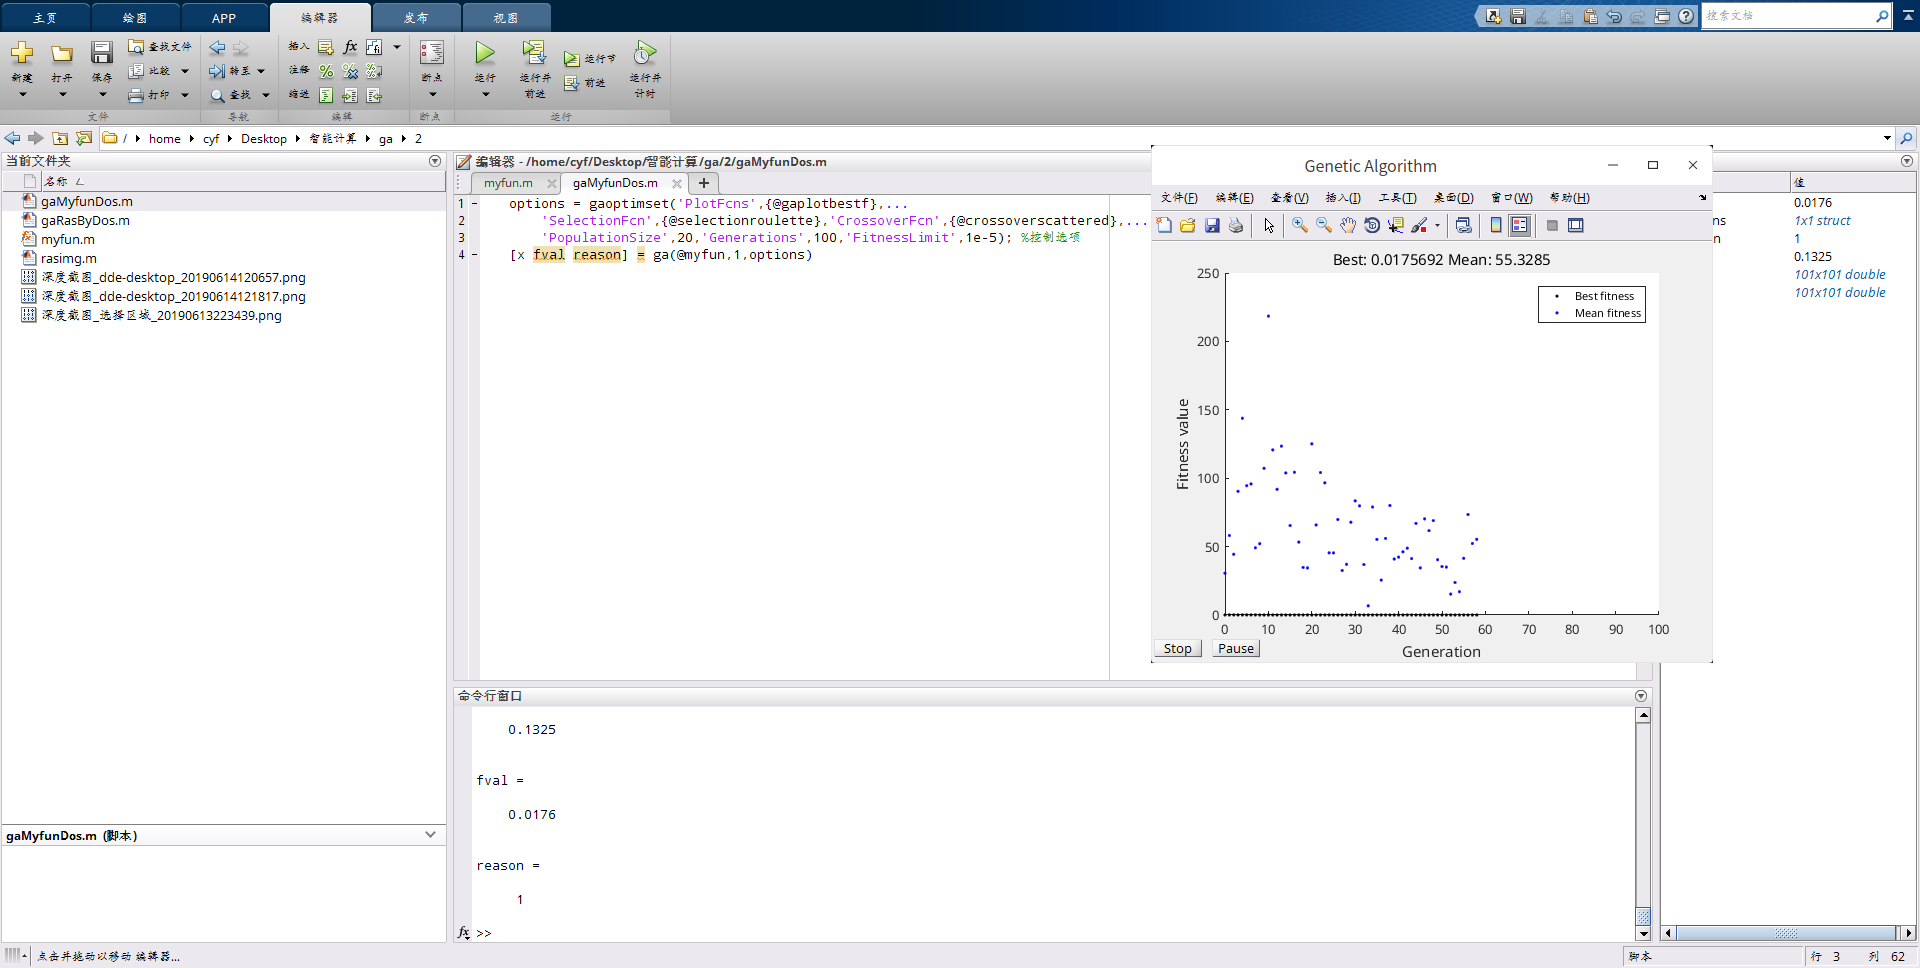 主页 绘图 APP 编辑器 发布 视图
搜索文档
新建 打开 保存 查找文件 比较 打印
转至 查找
插入 fx
注释
缩进
断点
运行 运行并前进 运行节 前进 运行并计时
文件 导航 编辑 断点 运行
/ home cyf Desktop 智能计算 ga 2
当前文件夹
名称
gaMyfunDos.m
gaRasByDos.m
myfun.m
rasimg.m
深度截图_dde-desktop_20190614120657.png
深度截图_dde-desktop_20190614121817.png
深度截图_选择区域_20190613223439.png
gaMyfunDos.m (脚本)
编辑器 - /home/cyf/Desktop/智能计算/ga/2/gaMyfunDos.m
myfun.m gaMyfunDos.m +
1 - options = gaoptimset('PlotFcns',{@gaplotbestf},...
2 'SelectionFcn',{@selectionroulette},'CrossoverFcn',{@crossoverscattered},...
3 'PopulationSize',20,'Generations',100,'FitnessLimit',1e-5); %控制选项
4 - [x fval reason] = ga(@myfun,1,options)
Genetic Algorithm
文件(F) 编辑(E) 查看(V) 插入(I) 工具(T) 桌面(D) 窗口(W) 帮助(H)
Best: 0.0175692 Mean: 55.3285
Best fitness
Mean fitness
Fitness value
250
200
150
100
50
0
0 10 20 30 40 50 60 70 80 90 100
Generation
Stop Pause
值
0.0176
ns 1x1 struct
n 1
0.1325
101x101 double
101x101 double
命令行窗口
0.1325
fval =
0.0176
reason =
1
fx >>
点击并拖动以移动 编辑器...
脚本 行 3 列 62